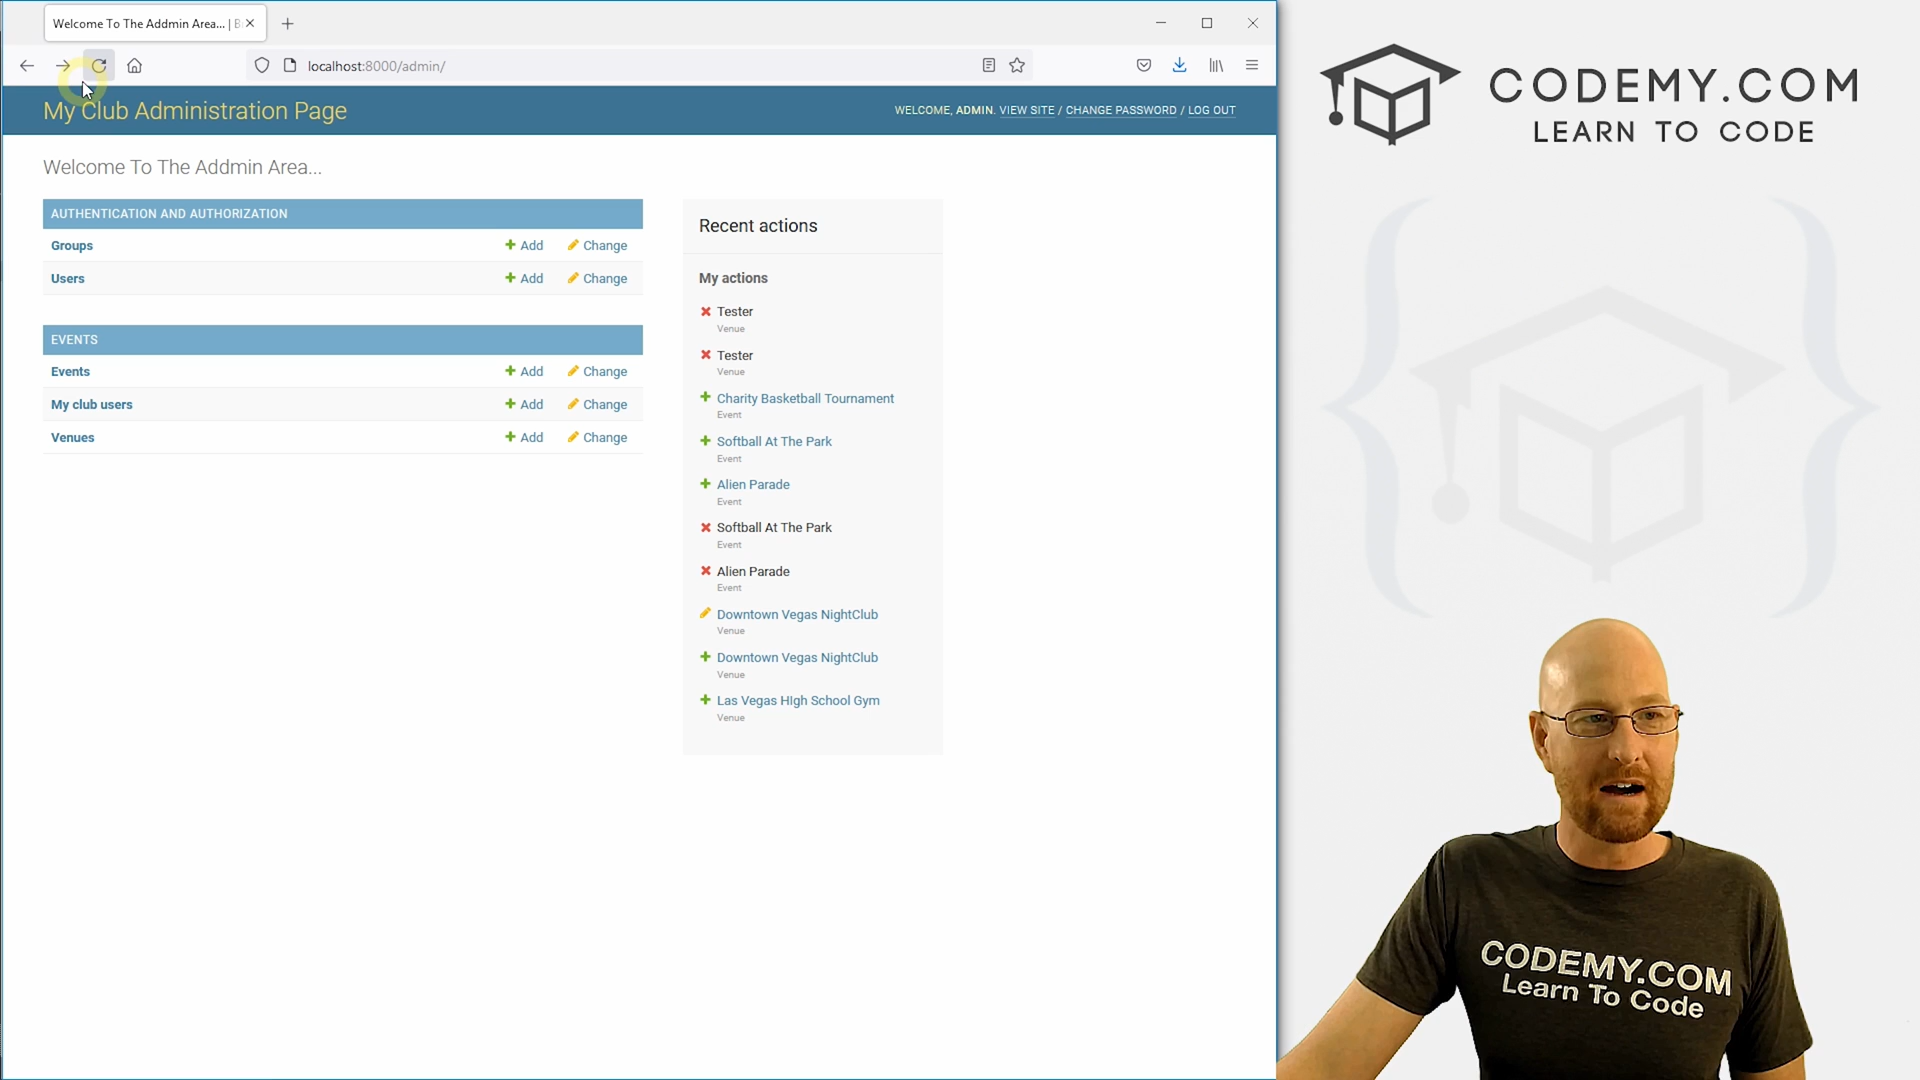 Welcome To The Addmin Area... | B
localhost:8000/admin/
My Club Administration Page
WELCOME, ADMIN. VIEW SITE / CHANGE PASSWORD / LOG OUT
Welcome To The Addmin Area...
AUTHENTICATION AND AUTHORIZATION
Groups Add Change
Users Add Change
EVENTS
Events Add Change
My club users Add Change
Venues Add Change
Recent actions
My actions
Tester
Venue
Tester
Venue
Charity Basketball Tournament
Event
Softball At The Park
Event
Alien Parade
Event
Softball At The Park
Event
Alien Parade
Event
Downtown Vegas NightClub
Venue
Downtown Vegas NightClub
Venue
Las Vegas HIgh School Gym
Venue
CODEMY.COM
LEARN TO CODE
CODEMY.COM
Learn To Code